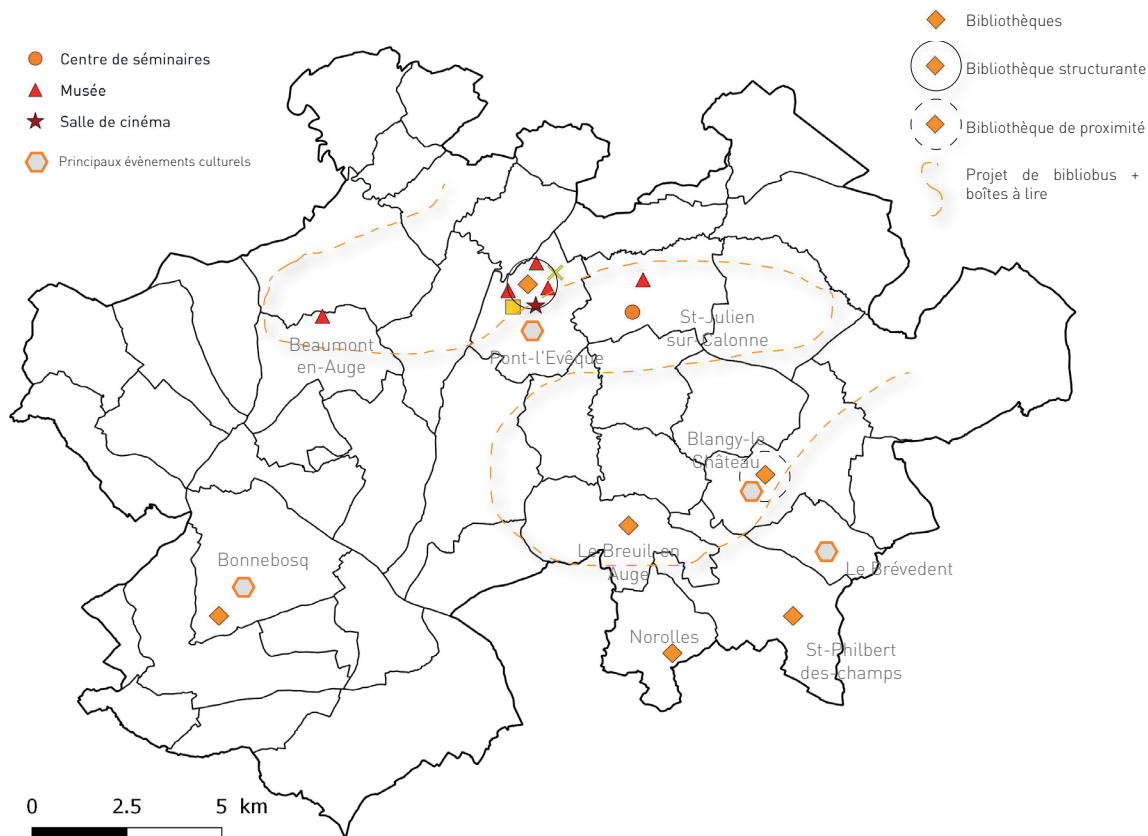 Centre de séminaires
Musée
Salle de cinéma
Principaux évènements culturels
Bibliothèques
Bibliothèque structurante
Bibliothèque de proximité
Projet de bibliobus +
boîtes à lire
Beaumont
en-Auge
Pont-l'Evêque
St-Julien
sur-Calonne
Blangy-le
Château
Le Breuil-en
Auge
Le Brévedent
Bonnebosq
Norolles
St-Philbert
des-champs
0 2.5 5 km